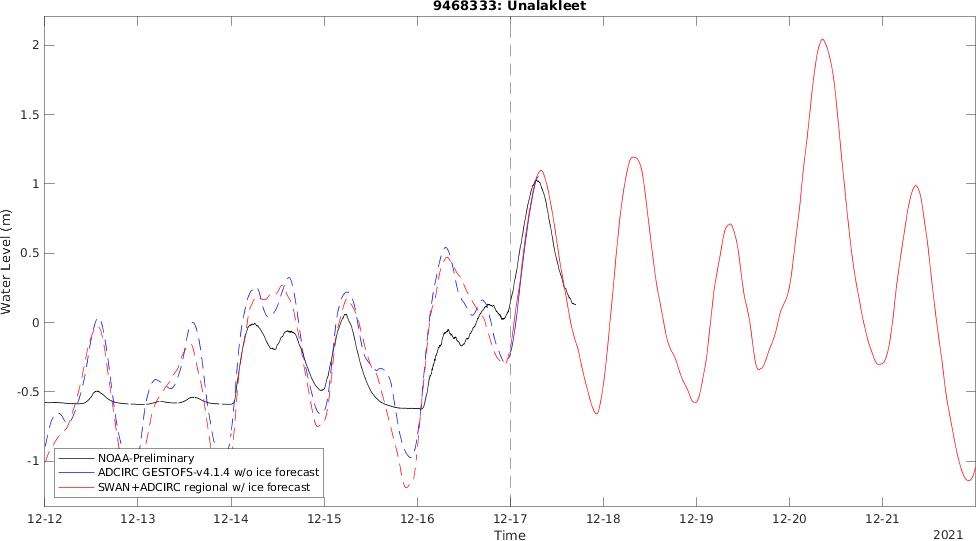 9468333: Unalakleet
2
1.5
1
0.5
0
-0.5
-1
Water Level (m)
NOAA-Preliminary
ADCIRC GESTOFS-v4.1.4 w/o ice forecast
SWAN+ADCIRC regional w/ ice forecast
12-12 12-13 12-14 12-15 12-16 12-17 12-18 12-19 12-20 12-21
Time
2021